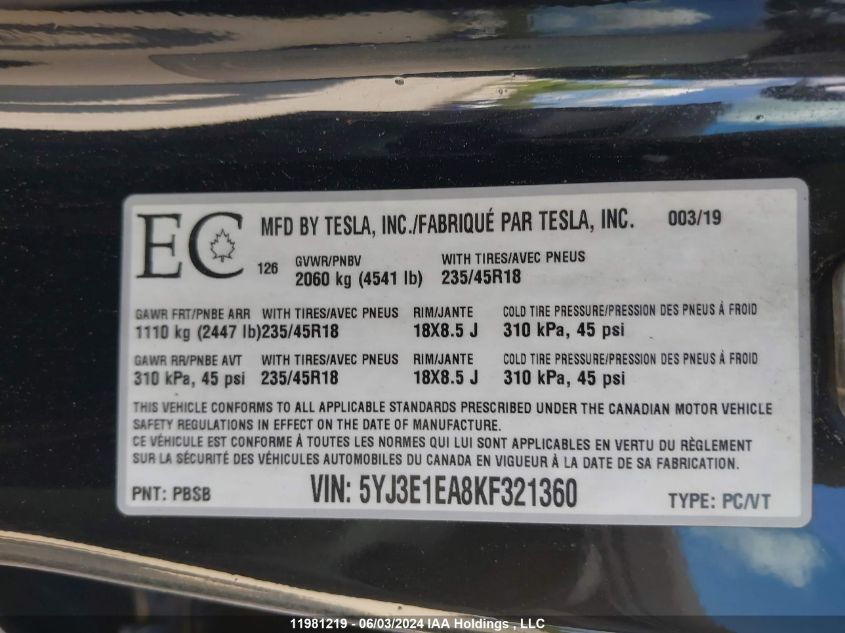 EC MFD BY TESLA, INC./FABRIQUÉ PAR TESLA, INC. 003/19
126 GVWR/PNBV WITH TIRES/AVEC PNEUS
2060 kg (4541 lb) 235/45R18
GAWR FRT/PNBE ARR WITH TIRES/AVEC PNEUS RIM/JANTE COLD TIRE PRESSURE/PRESSION DES PNEUS À FROID
1110 kg (2447 lb) 235/45R18 18X8.5 J 310 kPa, 45 psi
GAWR RR/PNBE AVT WITH TIRES/AVEC PNEUS RIM/JANTE COLD TIRE PRESSURE/PRESSION DES PNEUS À FROID
310 kPa, 45 psi 235/45R18 18X8.5 J 310 kPa, 45 psi
THIS VEHICLE CONFORMS TO ALL APPLICABLE STANDARDS PRESCRIBED UNDER THE CANADIAN MOTOR VEHICLE
SAFETY REGULATIONS IN EFFECT ON THE DATE OF MANUFACTURE.
CE VÉHICULE EST CONFORME À TOUTES LES NORMES QUI LUI SONT APPLICABLES EN VERTU DU RÈGLEMENT
SUR LA SÉCURITÉ DES VÉHICULES AUTOMOBILES DU CANADA EN VIGUEUR À LA DATE DE SA FABRICATION.
PNT: PBSB VIN: 5YJ3E1EA8KF321360 TYPE: PC/VT
11981219 - 06/03/2024 IAA Holdings, LLC